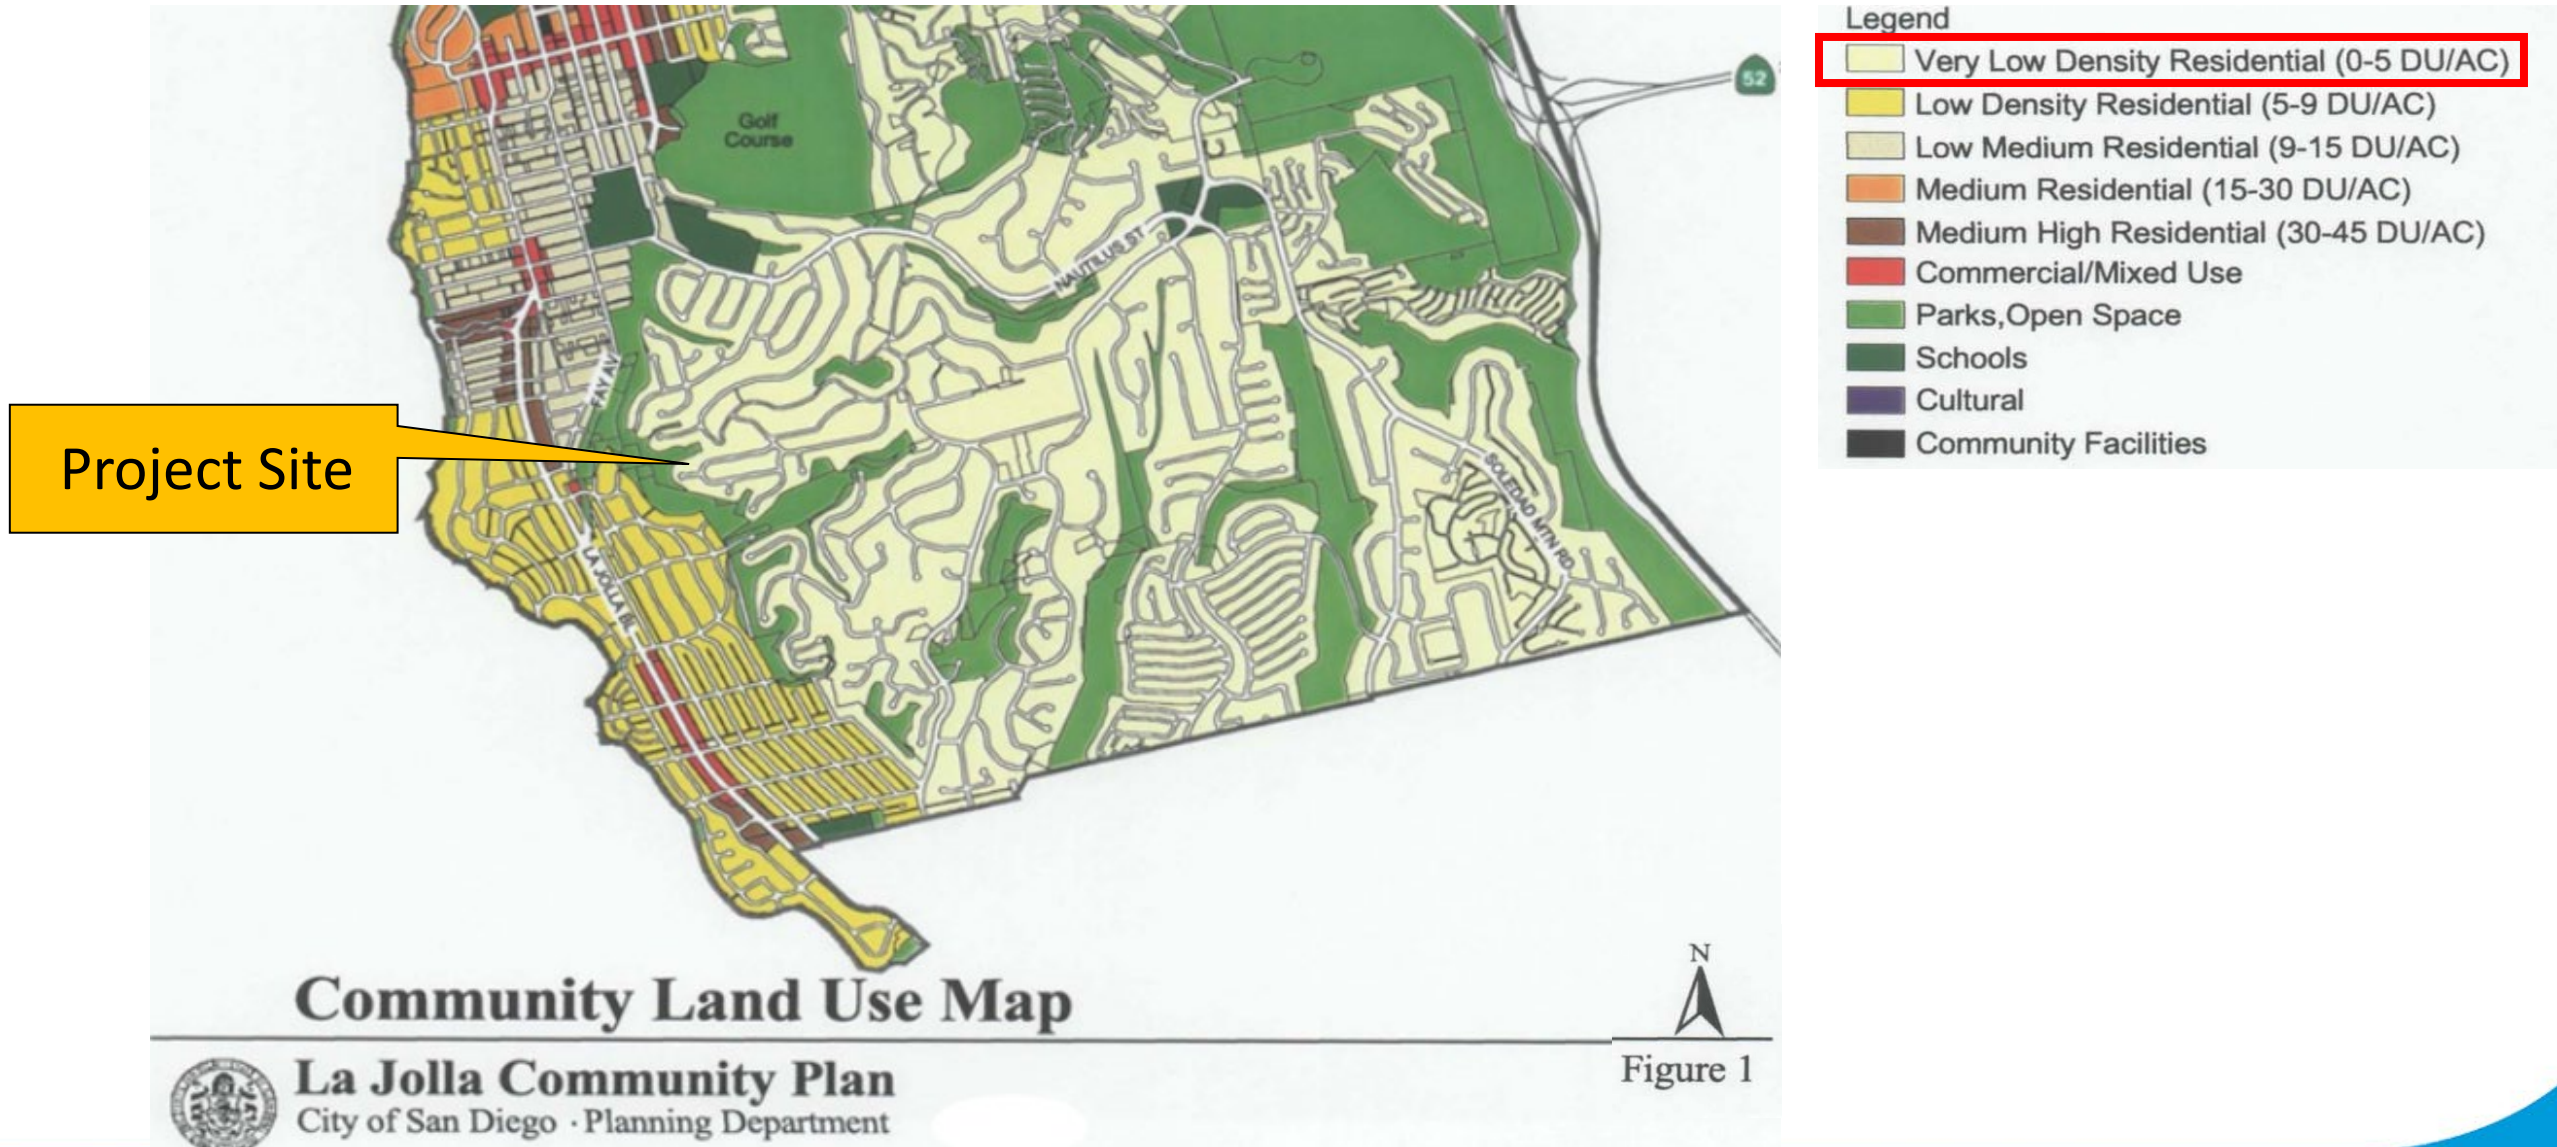 Legend
Very Low Density Residential (0-5 DU/AC)
Low Density Residential (5-9 DU/AC)
Low Medium Residential (9-15 DU/AC)
Medium Residential (15-30 DU/AC)
Medium High Residential (30-45 DU/AC)
Commercial/Mixed Use
Parks,Open Space
Schools
Cultural
Community Facilities
52
Golf
Course
NAUTILUS ST
FAY AV
Project Site
SOLEDAD MTN RD
LA JOLLA BL
N
Community Land Use Map
Figure 1
La Jolla Community Plan
City of San Diego · Planning Department